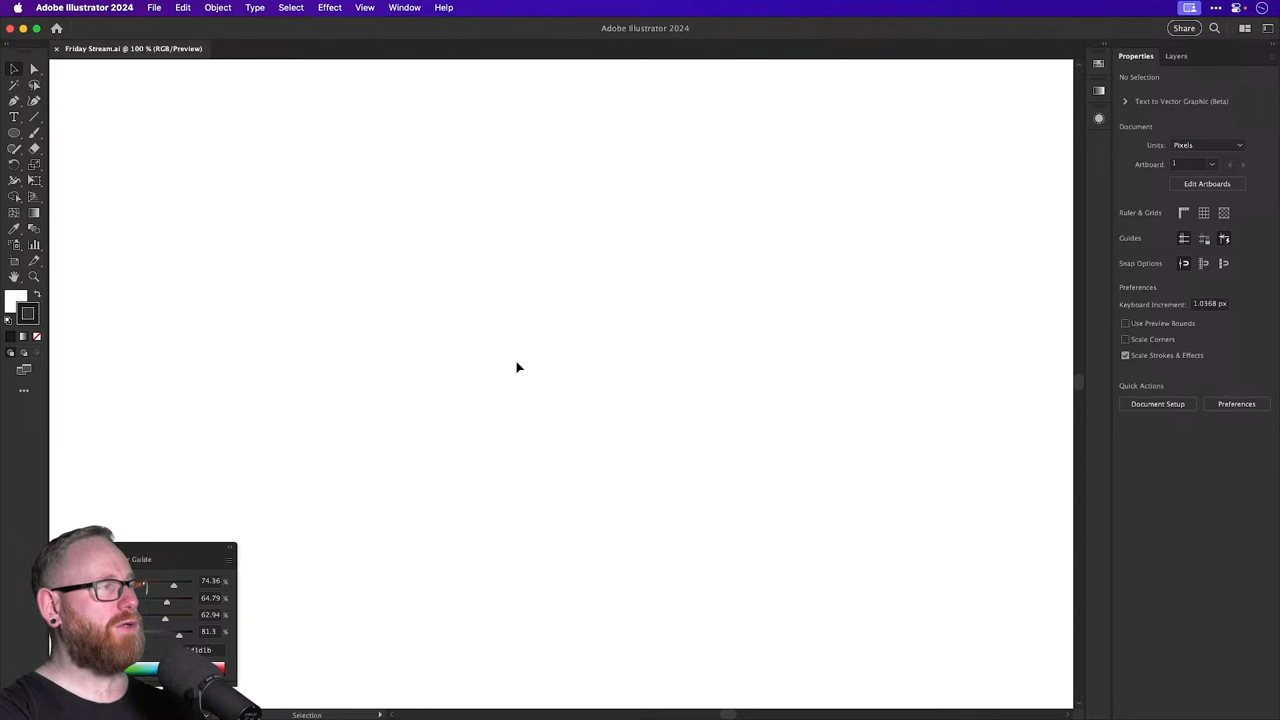 Adobe Illustrator 2024 File Edit Object Type Select Effect View Window Help
Adobe Illustrator 2024
Share
Friday Stream.ai @ 100 % (RGB/Preview)
Properties Layers
No Selection
Text to Vector Graphic (Beta)
Document
Units: Pixels
Artboard: 1
Edit Artboards
Ruler & Grids
Guides
Snap Options
Preferences
Keyboard Increment: 1.0368 px
Use Preview Bounds
Scale Corners
Scale Strokes & Effects
Quick Actions
Document Setup Preferences
Guide
74.36 %
64.79 %
62.94 %
81.3 %
d1d1b
Selection